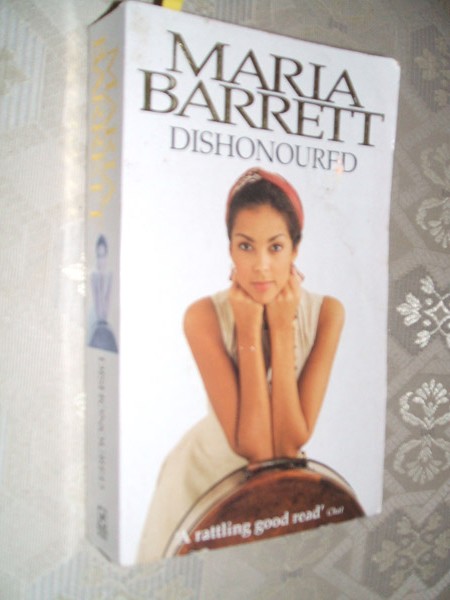 MARIA
BARRETT
DISHONOURED
'A rattling good read' Chat